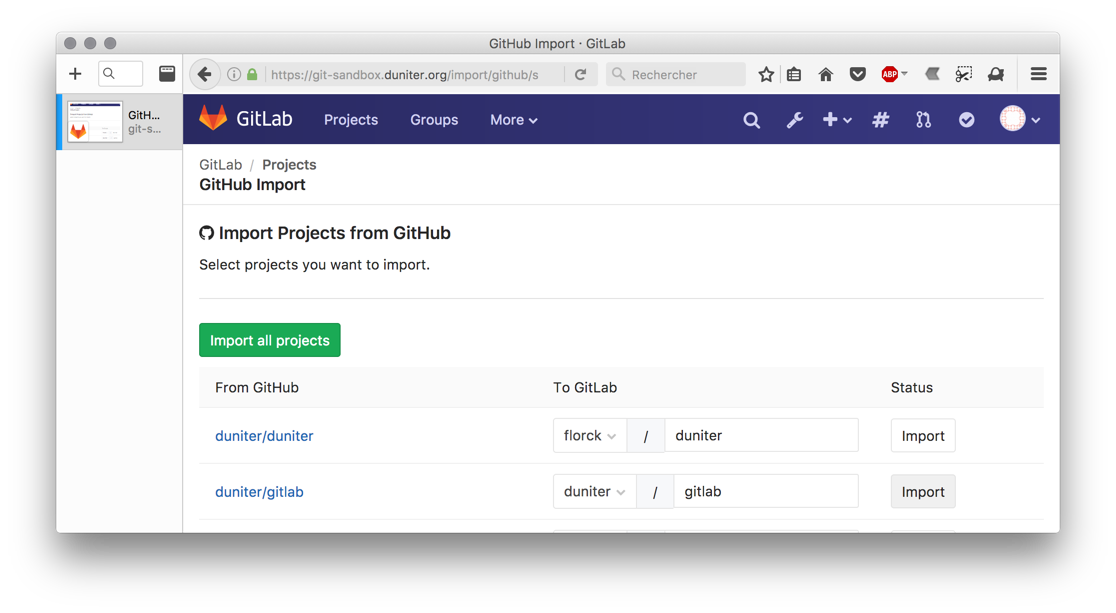 GitHub Import · GitLab
https://git-sandbox.duniter.org/import/github/s
Rechercher
ABP
GitH...
git-s...
GitLab Projects Groups More
GitLab / Projects
GitHub Import
Import Projects from GitHub
Select projects you want to import.
Import all projects
From GitHub To GitLab Status
duniter/duniter florck / duniter Import
duniter/gitlab duniter / gitlab Import